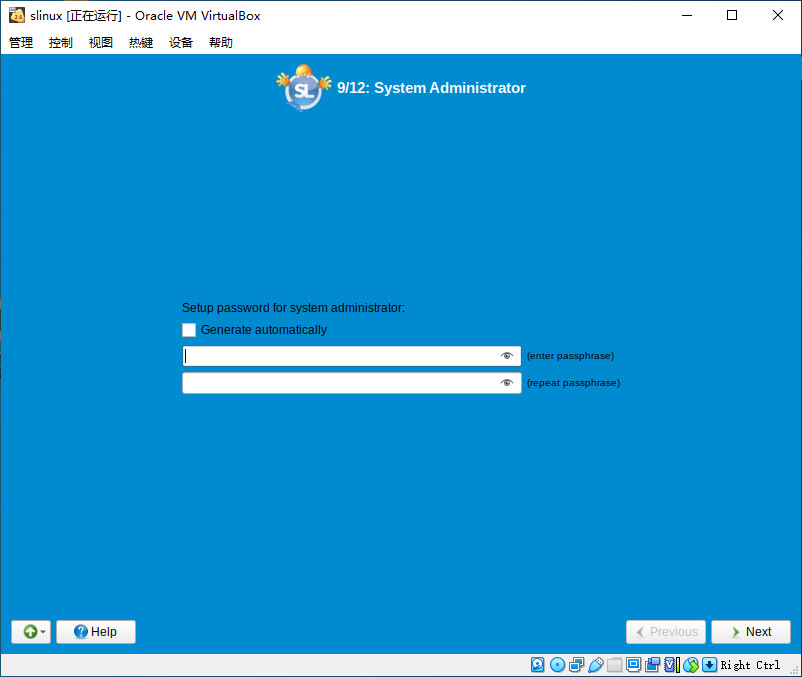 slinux [正在运行] - Oracle VM VirtualBox
管理 控制 视图 热键 设备 帮助
SL 9/12: System Administrator
Setup password for system administrator:
Generate automatically
(enter passphrase)
(repeat passphrase)
Help Previous Next
Right Ctrl